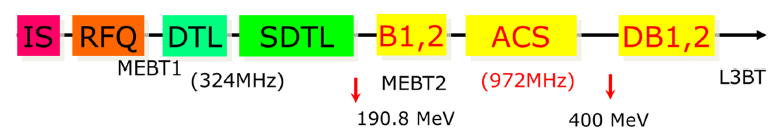 IS RFQ DTL SDTL B1,2 ACS DB1,2
MEBT1 (324MHz) MEBT2 (972MHz) L3BT
190.8 MeV 400 MeV